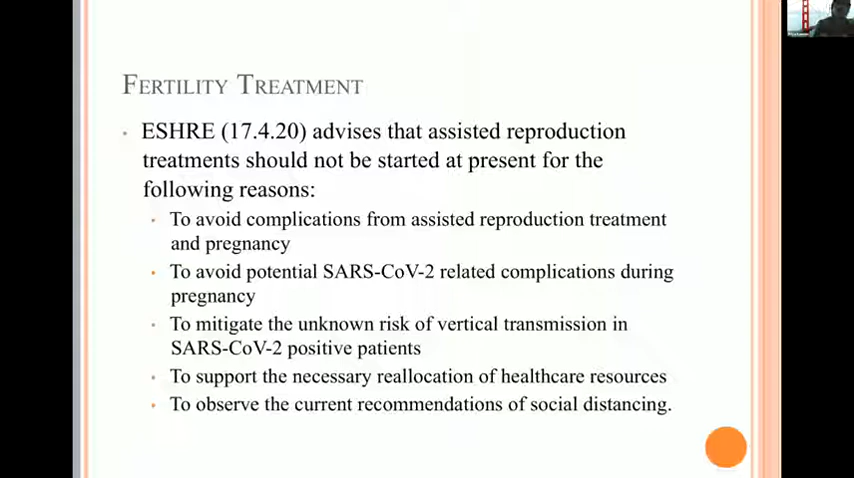 FERTILITY TREATMENT
• ESHRE (17.4.20) advises that assisted reproduction
treatments should not be started at present for the
following reasons:
• To avoid complications from assisted reproduction treatment
and pregnancy
• To avoid potential SARS-CoV-2 related complications during
pregnancy
• To mitigate the unknown risk of vertical transmission in
SARS-CoV-2 positive patients
• To support the necessary reallocation of healthcare resources
• To observe the current recommendations of social distancing.